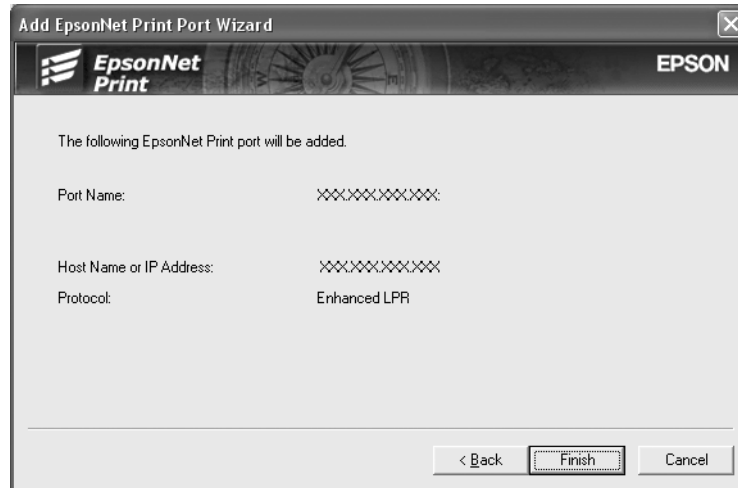 Add EpsonNet Print Port Wizard
EpsonNet
Print
EPSON
The following EpsonNet Print port will be added.
Port Name: XXX.XXX.XXX.XXX:
Host Name or IP Address: XXX.XXX.XXX.XXX
Protocol: Enhanced LPR
< Back Finish Cancel